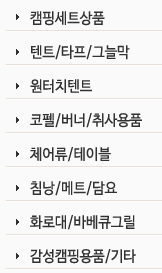 캠핑세트상품
텐트/타프/그늘막
원터치텐트
코펠/버너/취사용품
체어류/테이블
침낭/메트/담요
화로대/바베큐그릴
감성캠핑용품/기타